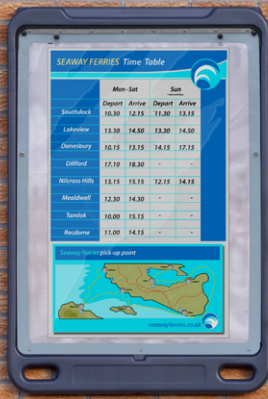 SEAWAY FERRIES Time Table
Mon-Sat Sun
Depart Arrive Depart Arrive
Southdock 10.30 12.15 11.30 13.15
Lakeview 13.30 14.50 13.30 14.50
Danesbury 10.15 13.15 14.15 17.15
Dillford 17.10 18.30 - -
Nilcross Hills 13.15 15.15 12.15 14.15
Mealdwell 12.30 14.30 - -
Tamlok 10.00 15.15 - -
Recdome 11.00 14.15 - -
Seaway ferries pick-up point
seawayferries.co.uk